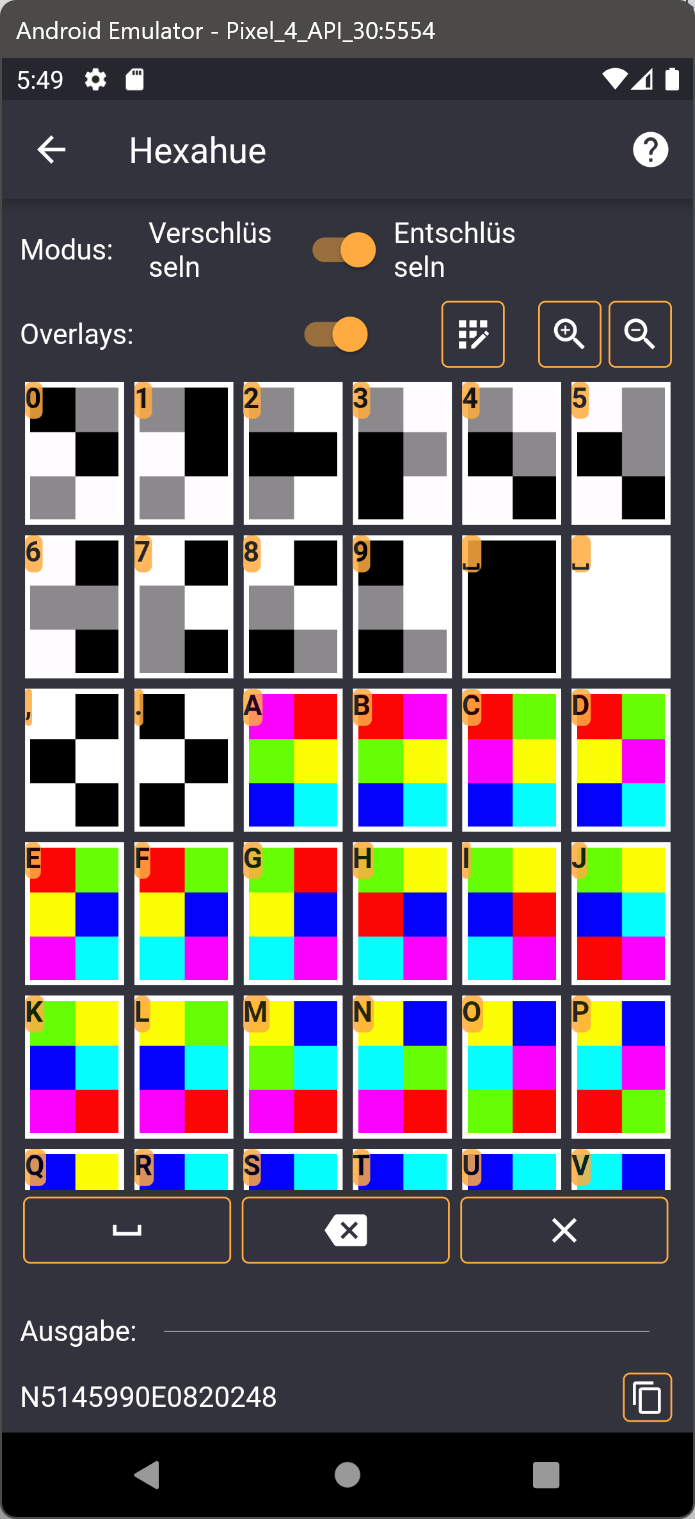 Android Emulator - Pixel_4_API_30:5554
5:49
Hexahue
Modus: Verschlüs seln Entschlüs seln
Overlays:
0 1 2 3 4 5
6 7 8 9 ␣ ␣
, . A B C D
E F G H I J
K L M N O P
Q R S T U V
Ausgabe:
N5145990E0820248